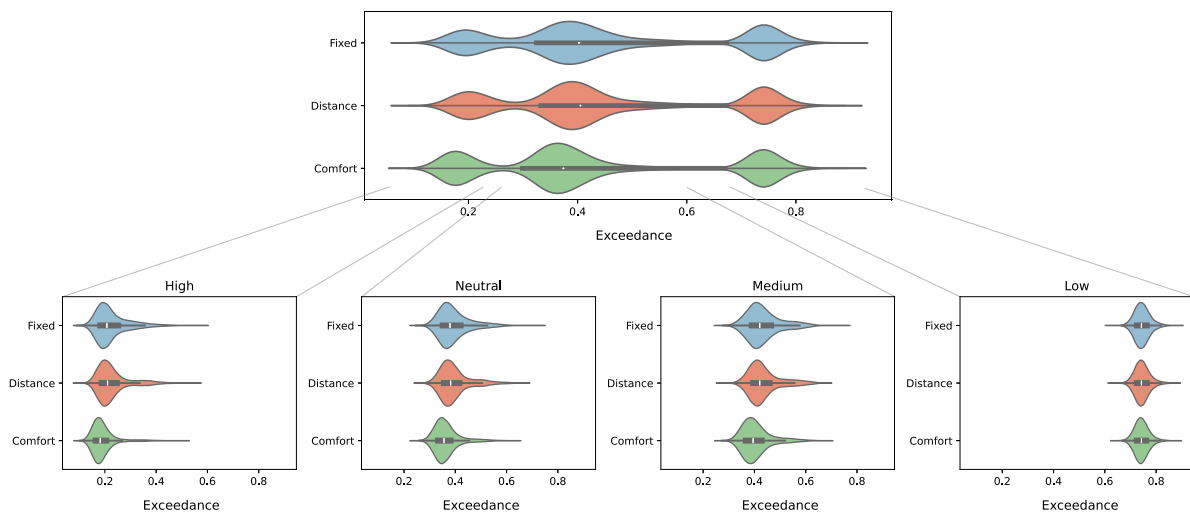 Fixed
Distance
Comfort
0.2 0.4 0.6 0.8
Exceedance
High Neutral Medium Low
Fixed Fixed Fixed Fixed
Distance Distance Distance Distance
Comfort Comfort Comfort Comfort
0.2 0.4 0.6 0.8 0.2 0.4 0.6 0.8 0.2 0.4 0.6 0.8 0.2 0.4 0.6 0.8
Exceedance Exceedance Exceedance Exceedance